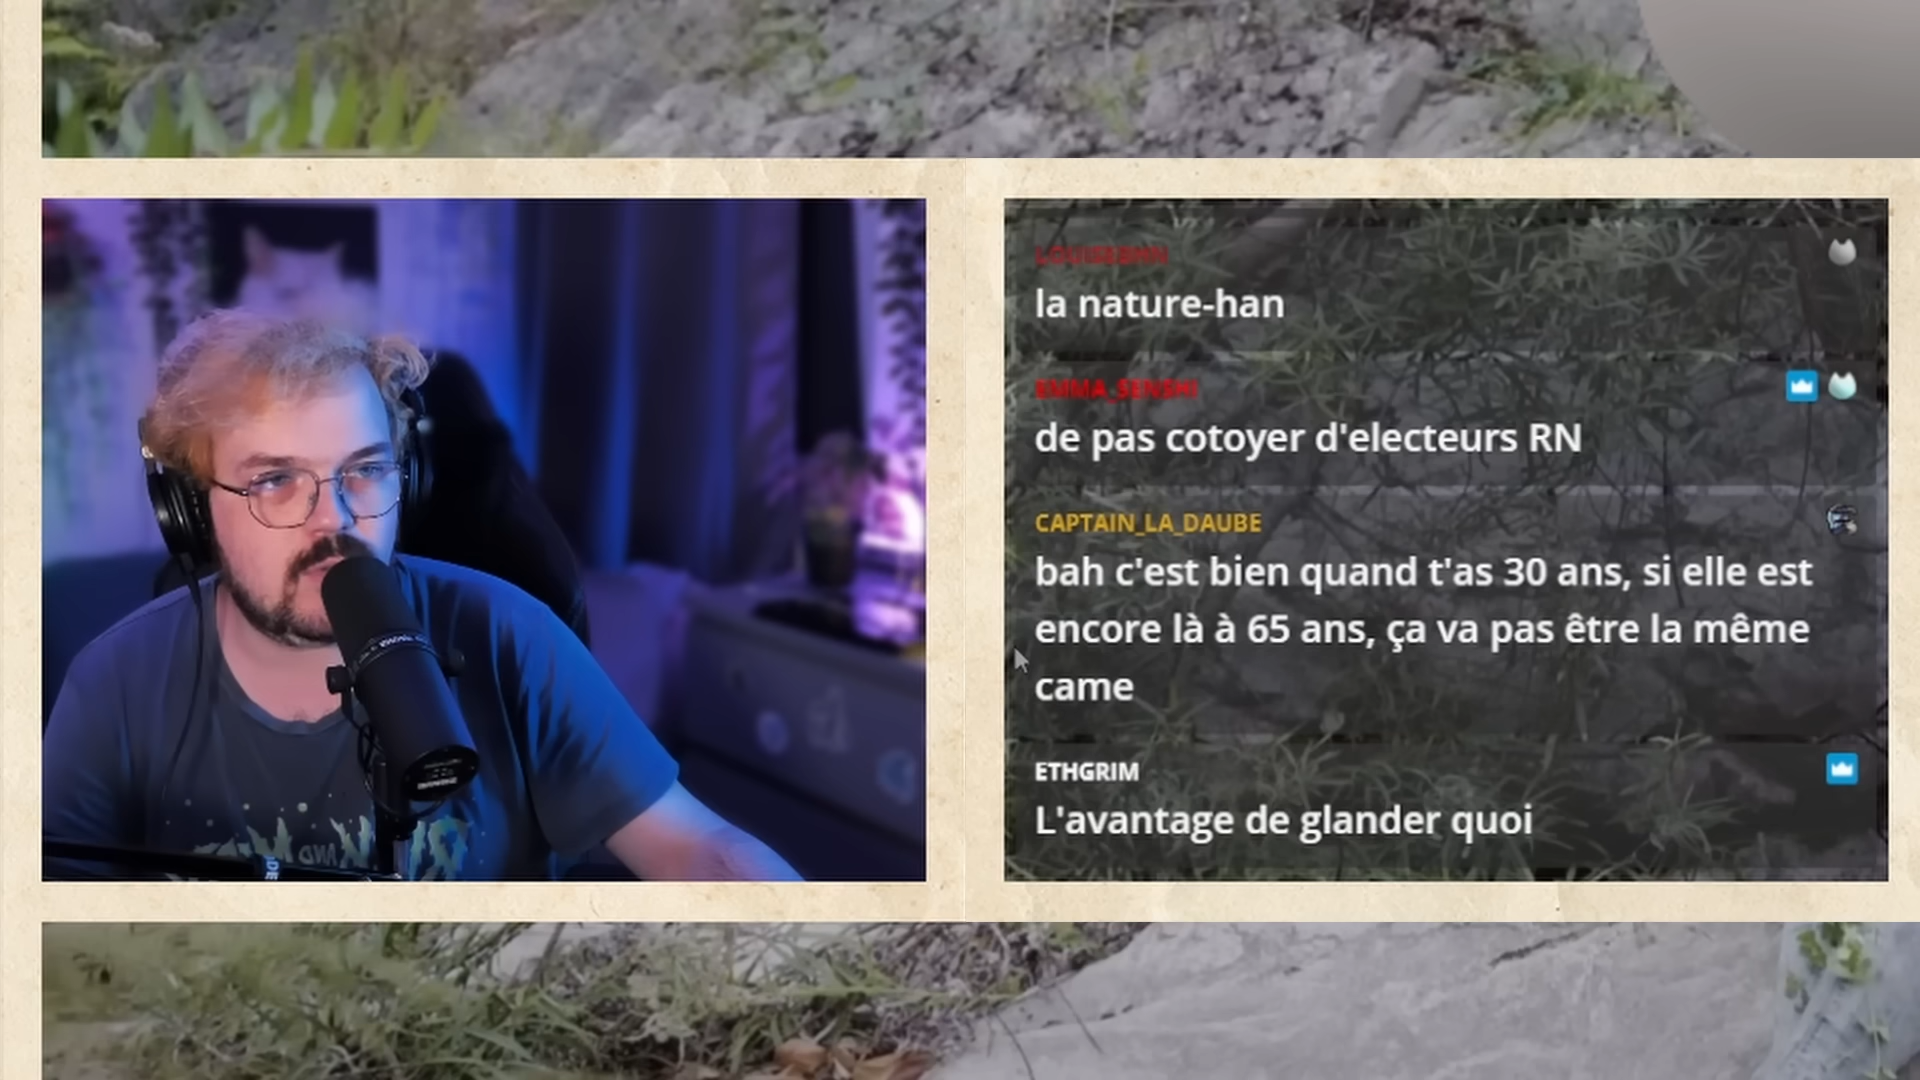 la nature-han
EMMA_SENSHI
de pas cotoyer d'electeurs RN
CAPTAIN_LA_DAUBE
bah c'est bien quand t'as 30 ans, si elle est
encore là à 65 ans, ça va pas être la même
came
ETHGRIM
L'avantage de glander quoi